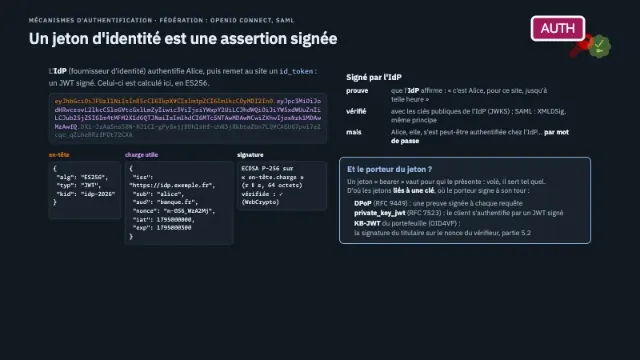 MÉCANISMES D'AUTHENTIFICATION · FÉDÉRATION : OPENID CONNECT, SAML
AUTH
Un jeton d'identité est une assertion signée
L'IdP (fournisseur d'identité) authentifie Alice, puis remet au site un id_token :
un JWT signé. Celui-ci est calculé ici, en ES256.
en-tête
{
"alg": "ES256",
"typ": "JWT",
"kid": "idp-2026"
}
charge utile
{
"iss":
"https://idp.exemple.fr",
"sub": "alice",
"aud": "banque.fr",
"nonce": "n-0S6_WzA2Mj",
"iat": 1795000000,
"exp": 1795000300
}
signature
ECDSA P-256 sur
« en-tête.charge »
(r ‖ s, 64 octets)
vérifiée : ✓
(WebCrypto)
Signé par l'IdP
prouve que l'IdP affirme : « c'est Alice, pour ce site, jusqu'à
telle heure »
vérifié avec les clés publiques de l'IdP (JWKS) ; SAML : XMLDSig,
même principe
mais Alice, elle, s'est peut-être authentifiée chez l'IdP… par mot
de passe
Et le porteur du jeton ?
Un jeton « bearer » vaut pour qui le présente : volé, il sert tel quel.
D'où les jetons liés à une clé, où le porteur signe à son tour :
DPoP (RFC 9449) : une preuve signée à chaque requête
private_key_jwt (RFC 7523) : le client s'authentifie par un JWT signé
KB-JWT du portefeuille (OID4VP) :
la signature du titulaire sur le nonce du vérifieur, partie 5.2